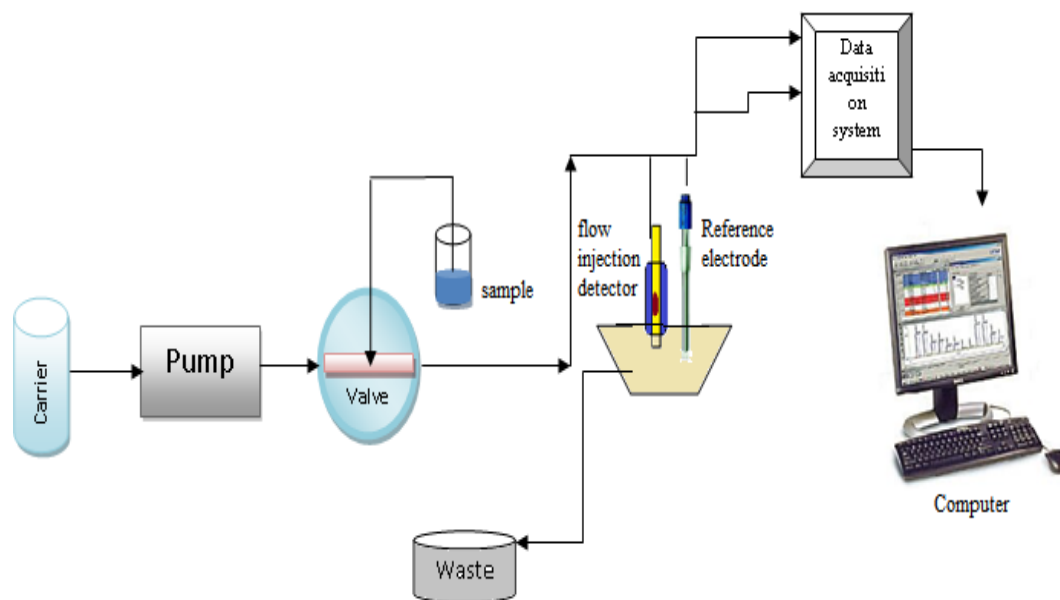 Carrier
Pump
Valve
sample
flow
injection
detector
Reference
electrode
Data
acquisiti
on
system
Computer
Waste